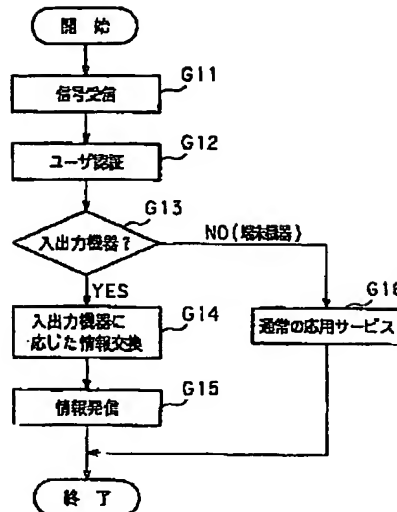 開始
G11
信号受信
G12
ユーザ認証
G13
入出力機器?
NO(端末機器)
YES
G14
入出力機器に
応じた情報交換
G16
通常の応用サービス
G15
情報発信
終了